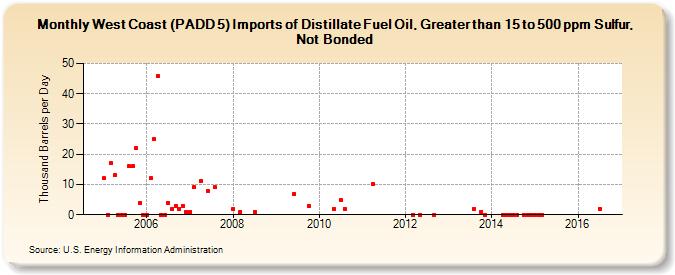 Monthly West Coast (PADD 5) Imports of Distillate Fuel Oil, Greater than 15 to 500 ppm Sulfur,
Not Bonded
Thousand Barrels per Day
50
40
30
20
10
0
2006 2008 2010 2012 2014 2016
Source: U.S. Energy Information Administration